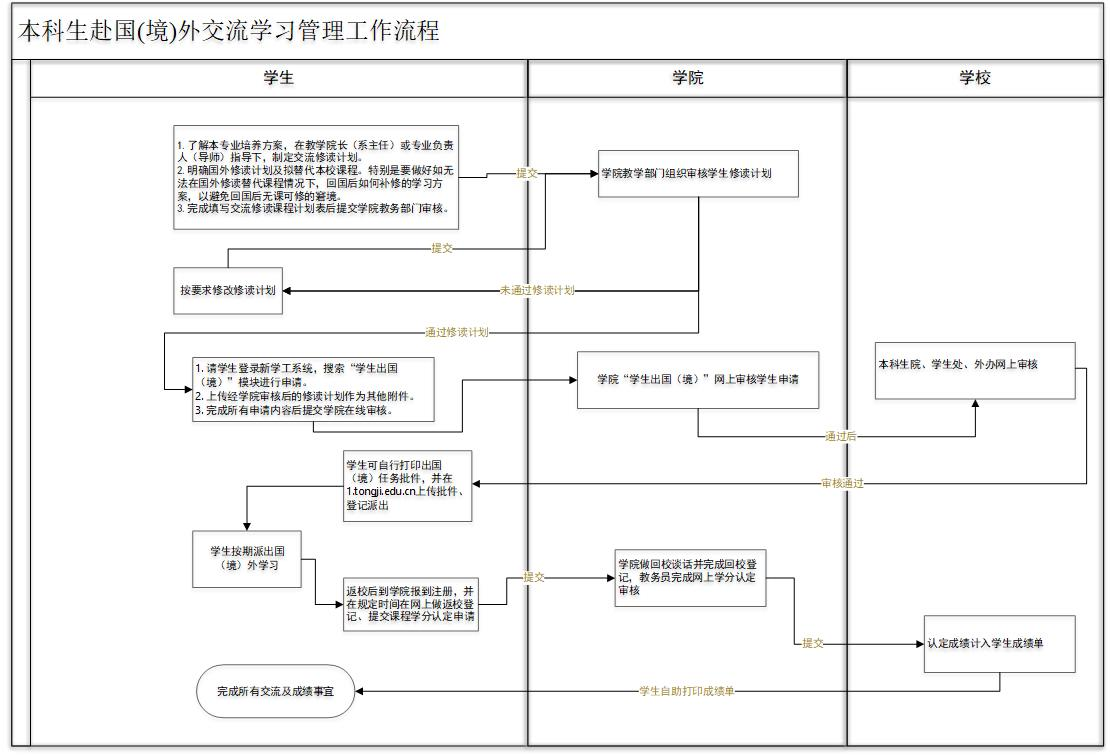 本科生赴国(境)外交流学习管理工作流程
学生
学院
学校
1. 了解本专业培养方案，在教学院长（系主任）或专业负责
人（导师）指导下，制定交流修读计划。
2. 明确国外修读计划及拟替代本校课程。特别是要做好如无
法在国外修读替代课程情况下，回国后如何补修的学习方
案，以避免回国后无课可修的窘境。
3. 完成填写交流修读课程计划表后提交学院教务部门审核。
提交
学院教学部门组织审核学生修读计划
提交
按要求修改修读计划
未通过修读计划
通过修读计划
1. 请学生登录新学工系统，搜索“学生出国
（境）”模块进行申请。
2. 上传经学院审核后的修读计划作为其他附件。
3. 完成所有申请内容后提交学院在线审核。
学院“学生出国（境）”网上审核学生申请
本科生院、学生处、外办网上审核
通过后
学生可自行打印出国
（境）任务批件，并在
1.tongji.edu.cn上传批件、
登记派出
审核通过
学生按期派出国
（境）外学习
返校后到学院报到注册，并
在规定时间在网上做返校登
记、提交课程学分认定申请
提交
学院做回校谈话并完成回校登
记，教务员完成网上学分认定
审核
提交
认定成绩计入学生成绩单
学生自助打印成绩单
完成所有交流及成绩事宜